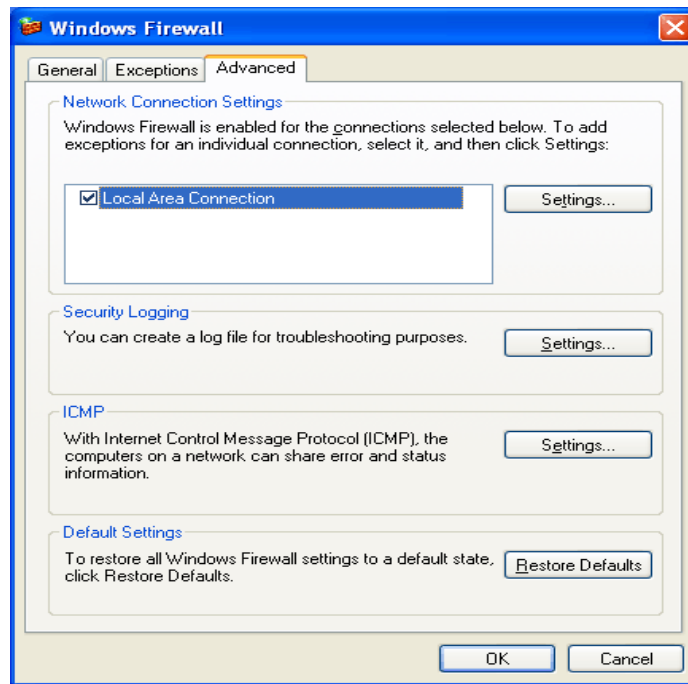 Windows Firewall
General Exceptions Advanced
Network Connection Settings
Windows Firewall is enabled for the connections selected below. To add
exceptions for an individual connection, select it, and then click Settings:
Local Area Connection
Settings...
Security Logging
You can create a log file for troubleshooting purposes.
Settings...
ICMP
With Internet Control Message Protocol (ICMP), the
computers on a network can share error and status
information.
Settings...
Default Settings
To restore all Windows Firewall settings to a default state,
click Restore Defaults.
Restore Defaults
OK Cancel